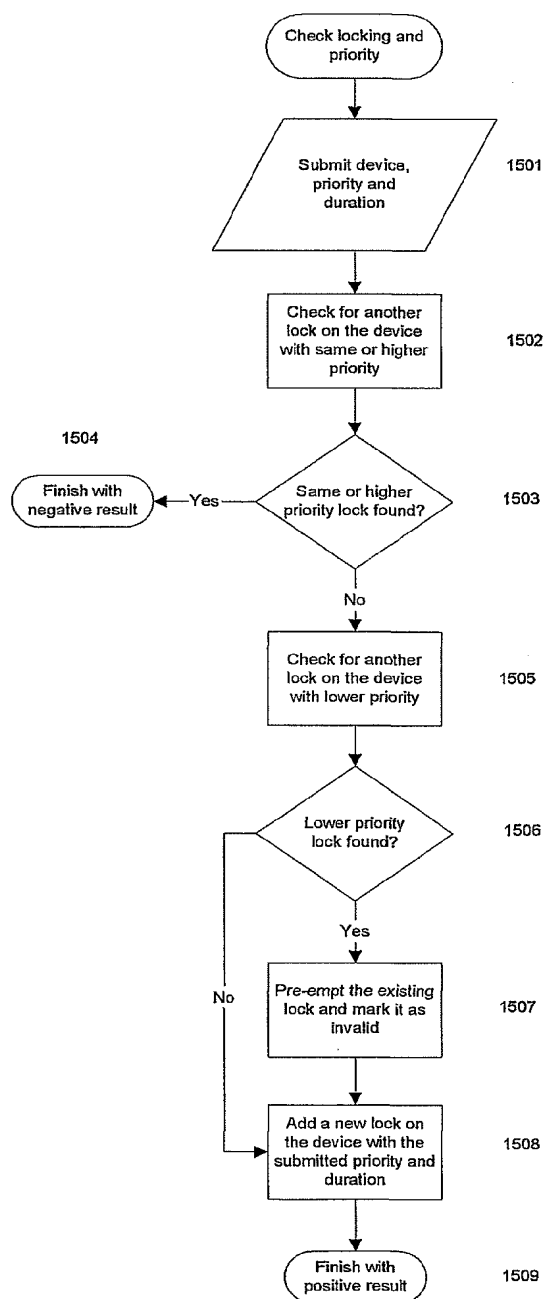 Check locking and
priority
Submit device,
priority and
duration
1501
Check for another
lock on the device
with same or higher
priority
1502
1504
Finish with
negative result
Yes
Same or higher
priority lock found?
1503
No
Check for another
lock on the device
with lower priority
1505
Lower priority
lock found?
1506
Yes
No
Pre-empt the existing
lock and mark it as
invalid
1507
Add a new lock on
the device with the
submitted priority and
duration
1508
Finish with
positive result
1509